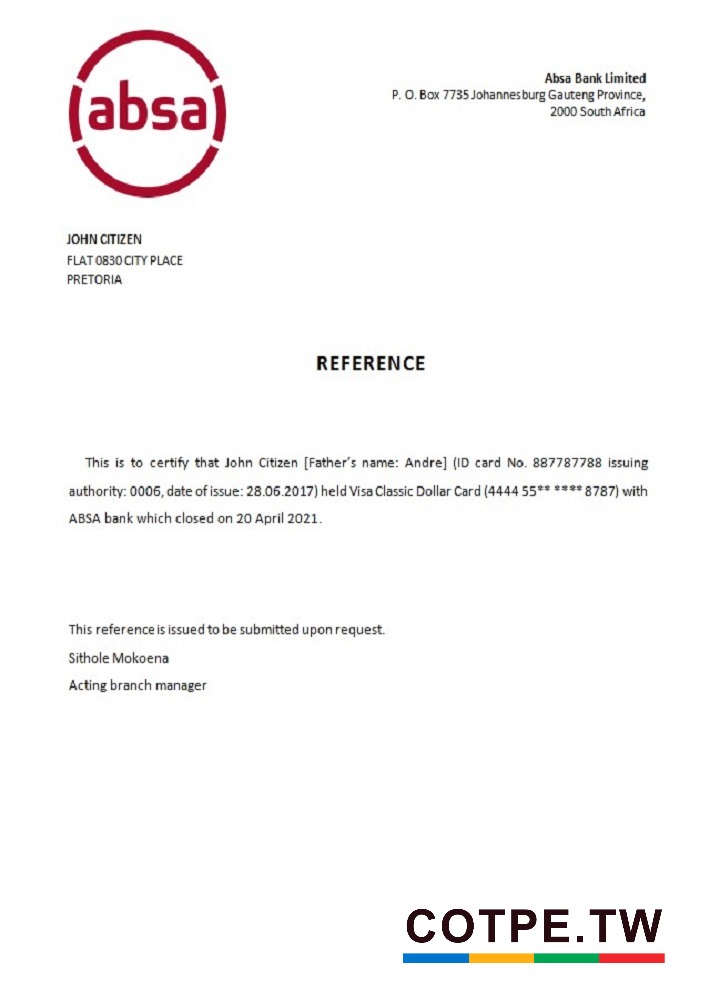 absa
Absa Bank Limited
P. O. Box 7735 Johannesburg Gauteng Province,
2000 South Africa
JOHN CITIZEN
FLAT 0830 CITY PLACE
PRETORIA
REFERENCE
This is to certify that John Citizen [Father's name: Andre] (ID card No. 887787788 issuing
authority: 0006, date of issue: 28.06.2017) held Visa Classic Dollar Card (4444 55** **** 8787) with
ABSA bank which closed on 20 April 2021.
This reference is issued to be submitted upon request.
Sithole Mokoena
Acting branch manager
COTPE.TW